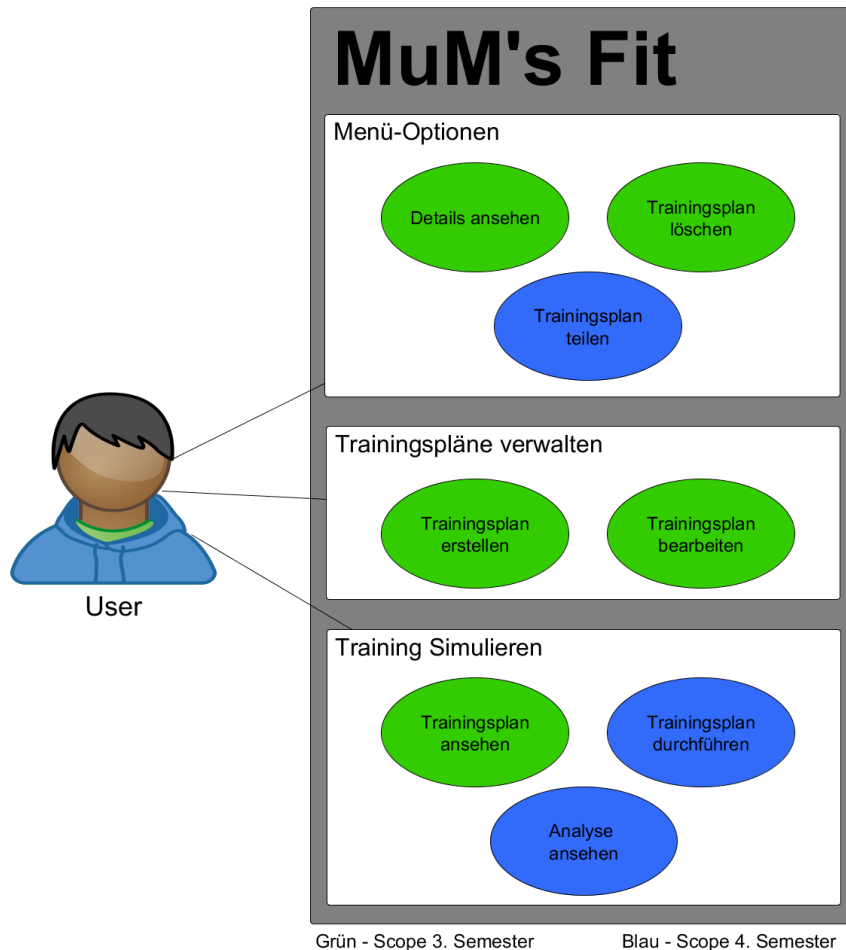 MuM's Fit
Menü-Optionen
Details ansehen
Trainingsplan
löschen
Trainingsplan
teilen
Trainingspläne verwalten
Trainingsplan
erstellen
Trainingsplan
bearbeiten
User
Training Simulieren
Trainingsplan
ansehen
Trainingsplan
durchführen
Analyse
ansehen
Grün - Scope 3. Semester
Blau - Scope 4. Semester